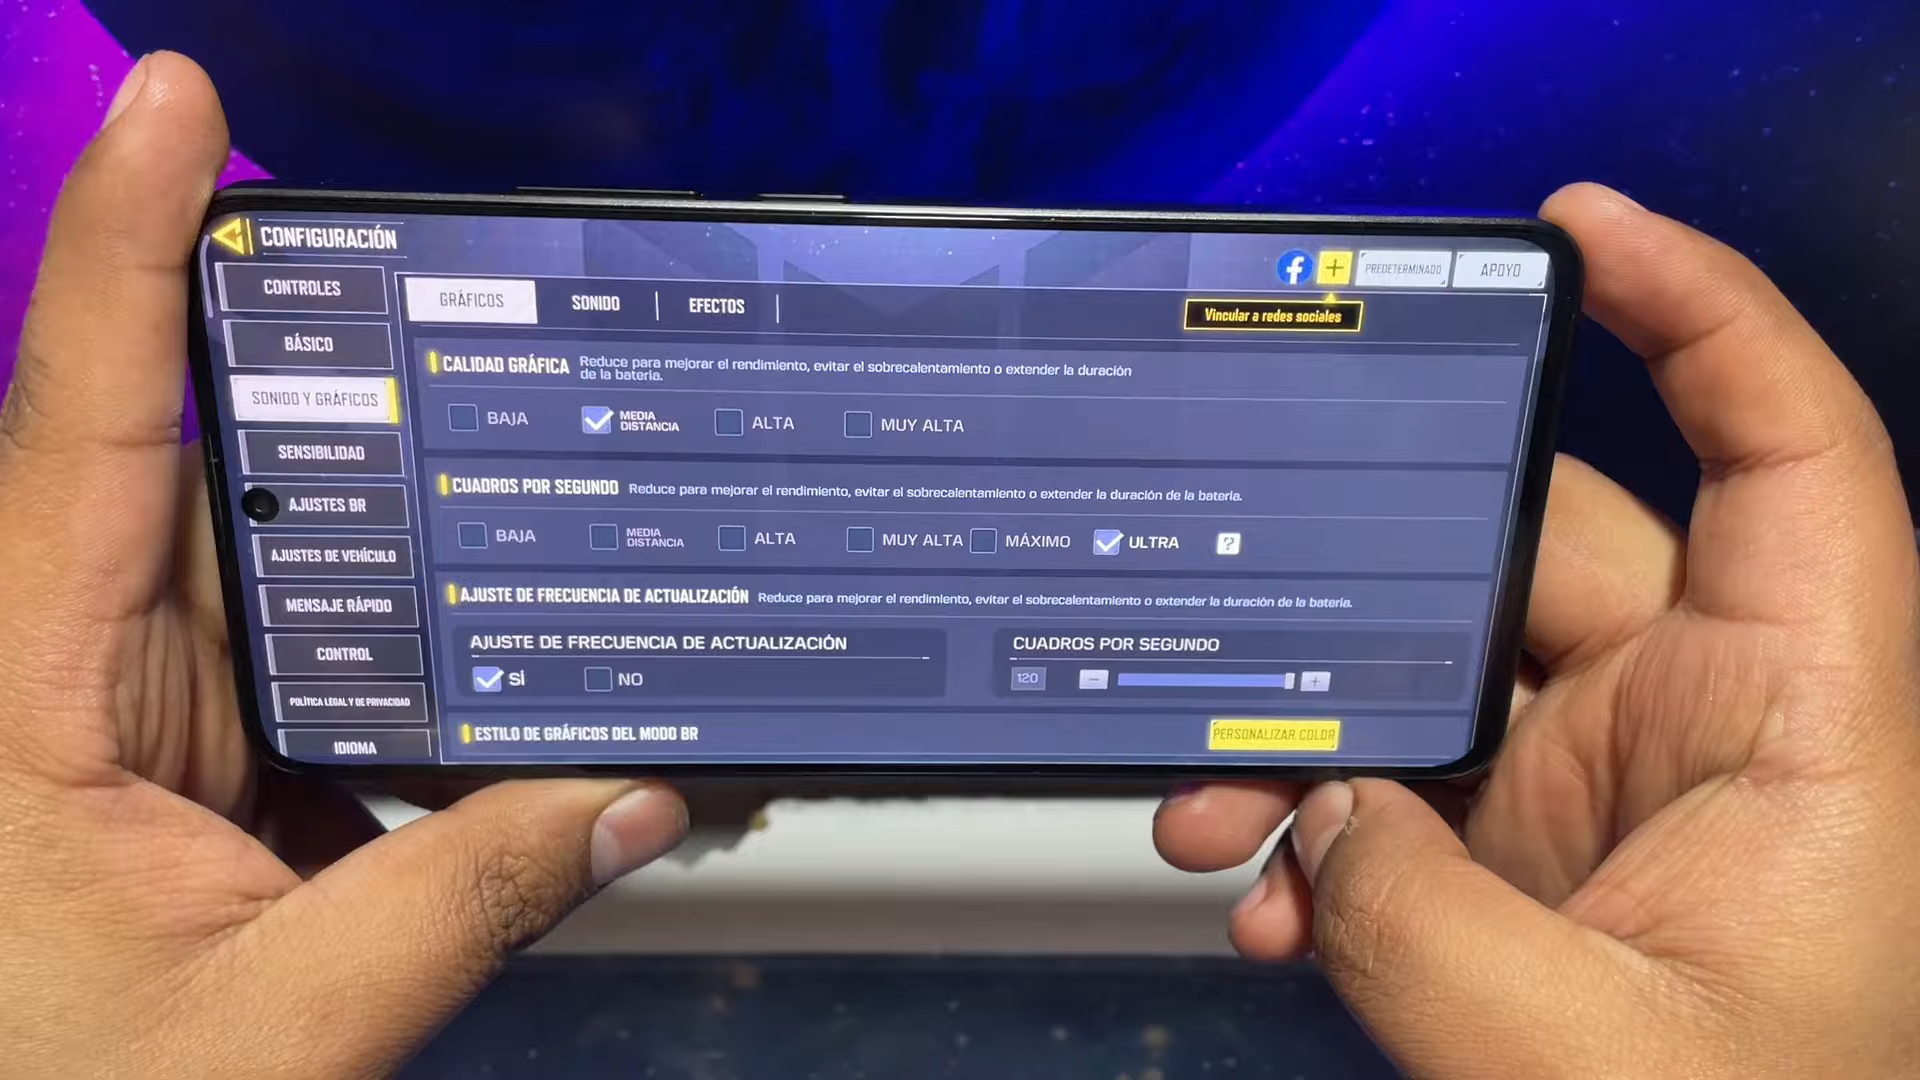 CONFIGURACIÓN
PREDETERMINADO
APOYO
Vincular a redes sociales
CONTROLES
BÁSICO
SONIDO Y GRÁFICOS
SENSIBILIDAD
AJUSTES BR
AJUSTES DE VEHÍCULO
MENSAJE RÁPIDO
CONTROL
POLÍTICA LEGAL Y DE PRIVACIDAD
IDIOMA
GRÁFICOS
SONIDO
EFECTOS
CALIDAD GRÁFICA
Reduce para mejorar el rendimiento, evitar el sobrecalentamiento o extender la duración
de la batería.
BAJA
MEDIA
DISTANCIA
ALTA
MUY ALTA
CUADROS POR SEGUNDO
Reduce para mejorar el rendimiento, evitar el sobrecalentamiento o extender la duración de la batería.
BAJA
MEDIA
DISTANCIA
ALTA
MUY ALTA
MÁXIMO
ULTRA
?
AJUSTE DE FRECUENCIA DE ACTUALIZACIÓN
Reduce para mejorar el rendimiento, evitar el sobrecalentamiento o extender la duración de la batería.
AJUSTE DE FRECUENCIA DE ACTUALIZACIÓN
SÍ
NO
CUADROS POR SEGUNDO
120
ESTILO DE GRÁFICOS DEL MODO BR
PERSONALIZAR COLOR